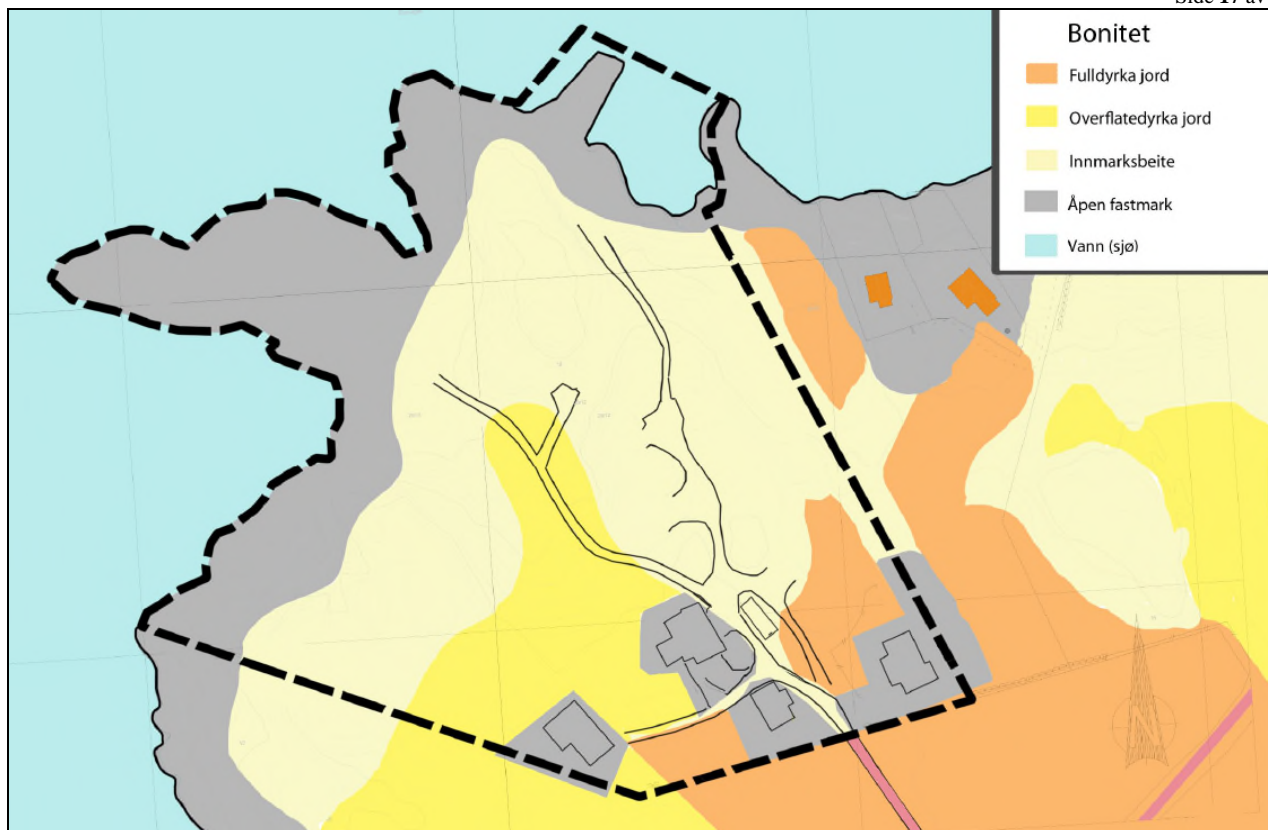 Side 17 av
Bonitet
Fulldyrka jord
Overflatedyrka jord
Innmarksbeite
Åpen fastmark
Vann (sjø)